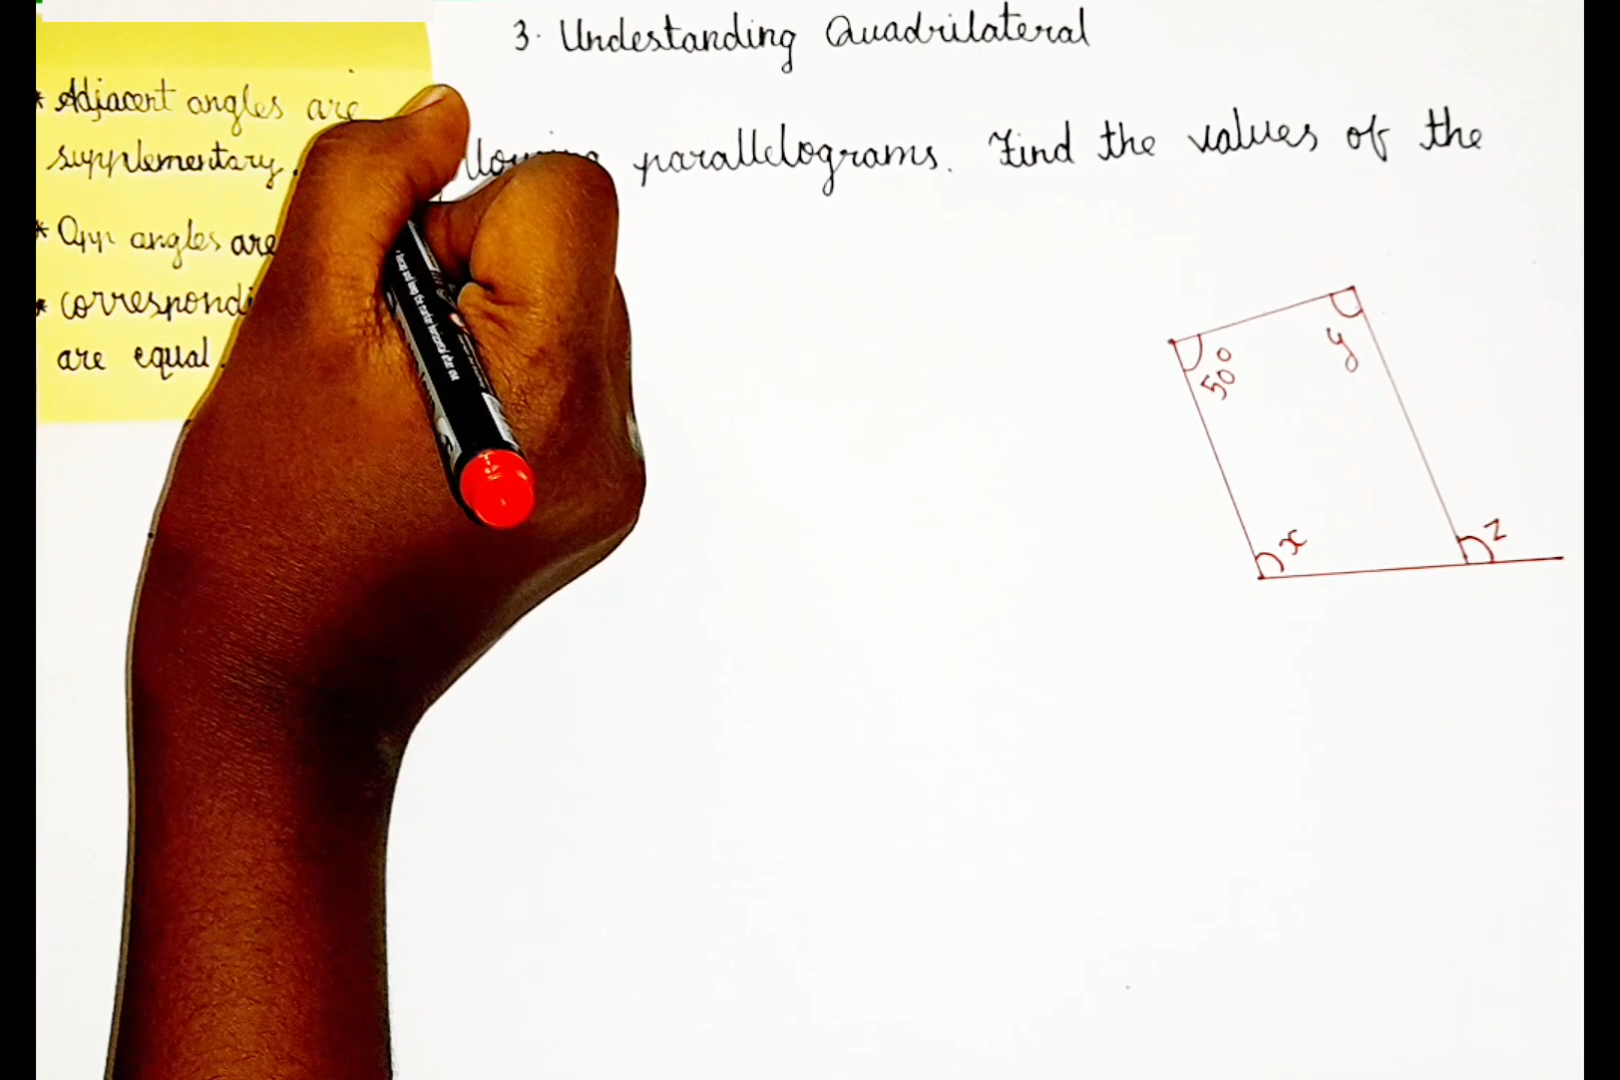 3. Undestanding Quadrilateral
* Adjacent angles are
supplementary.
* Opp angles are
* correspondi
are equal.
parallelograms. Find the values of the
50°
y
x
z